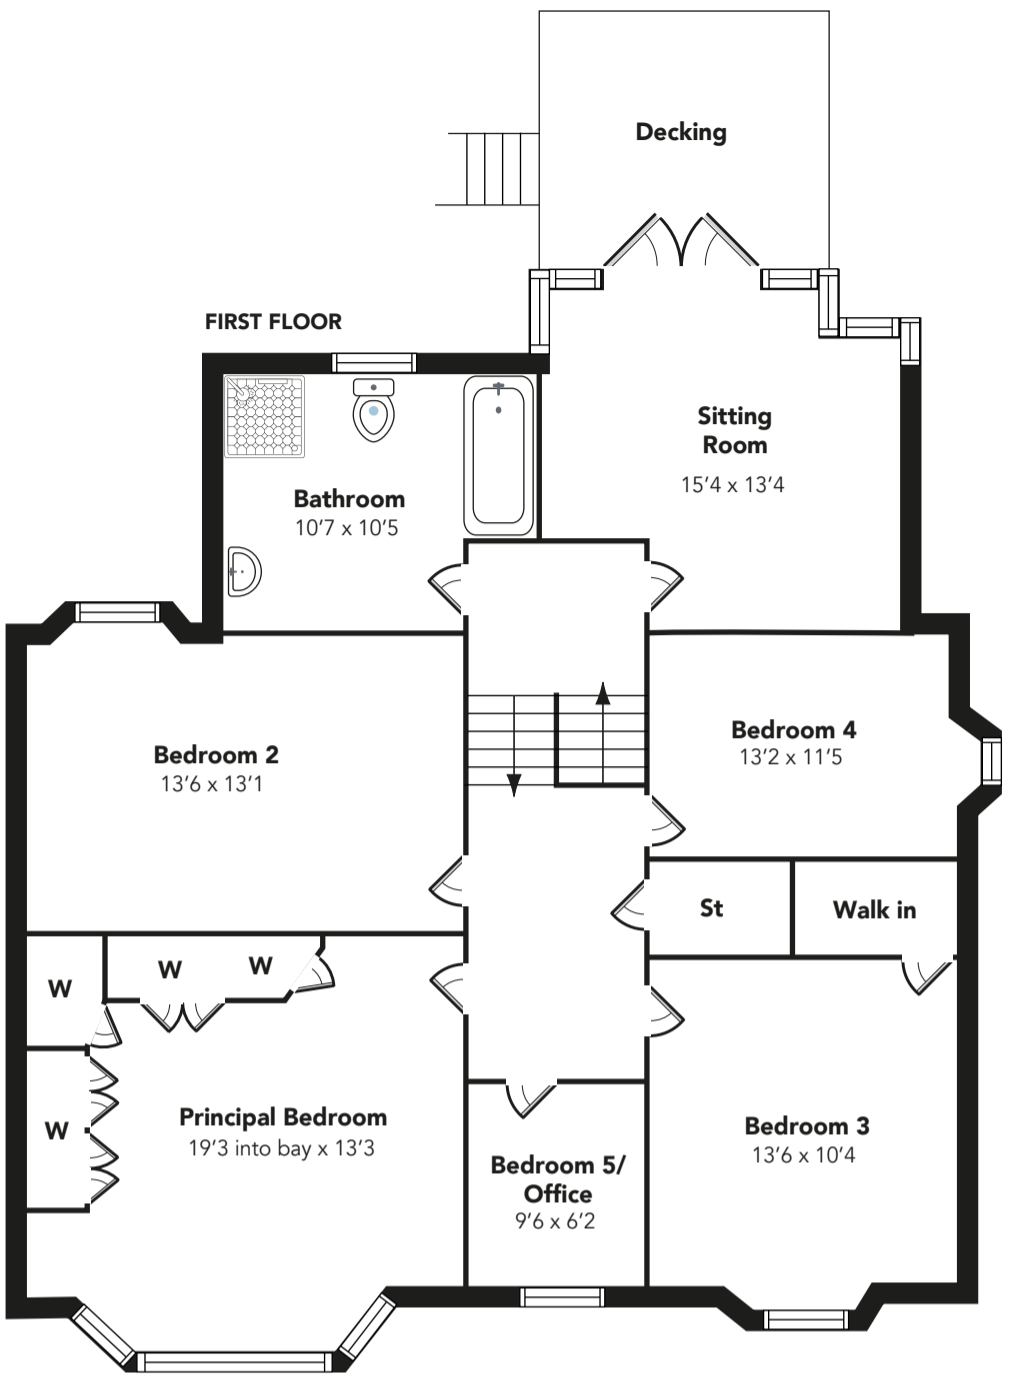 Decking
FIRST FLOOR
Sitting
Room
15’4 x 13’4
Bathroom
10’7 x 10’5
Bedroom 2
13’6 x 13’1
Bedroom 4
13’2 x 11’5
St
Walk in
W
W
W
W
Principal Bedroom
19’3 into bay x 13’3
Bedroom 5/
Office
9’6 x 6’2
Bedroom 3
13’6 x 10’4